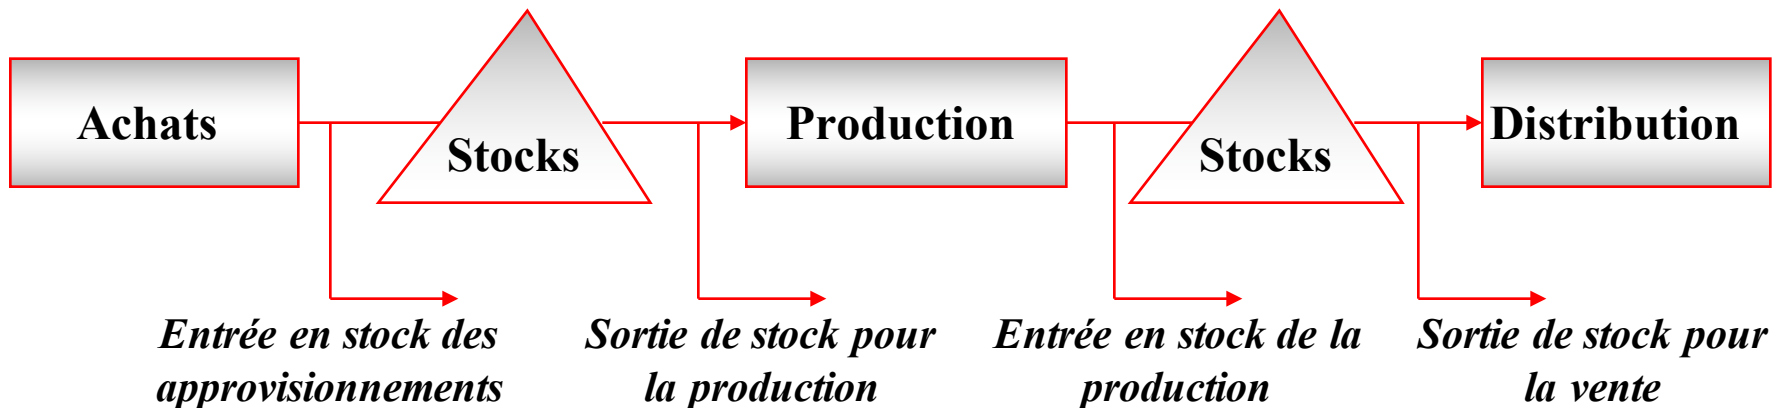 Achats
Stocks
Production
Stocks
Distribution
Entrée en stock des
approvisionnements
Sortie de stock pour
la production
Entrée en stock de la
production
Sortie de stock pour
la vente